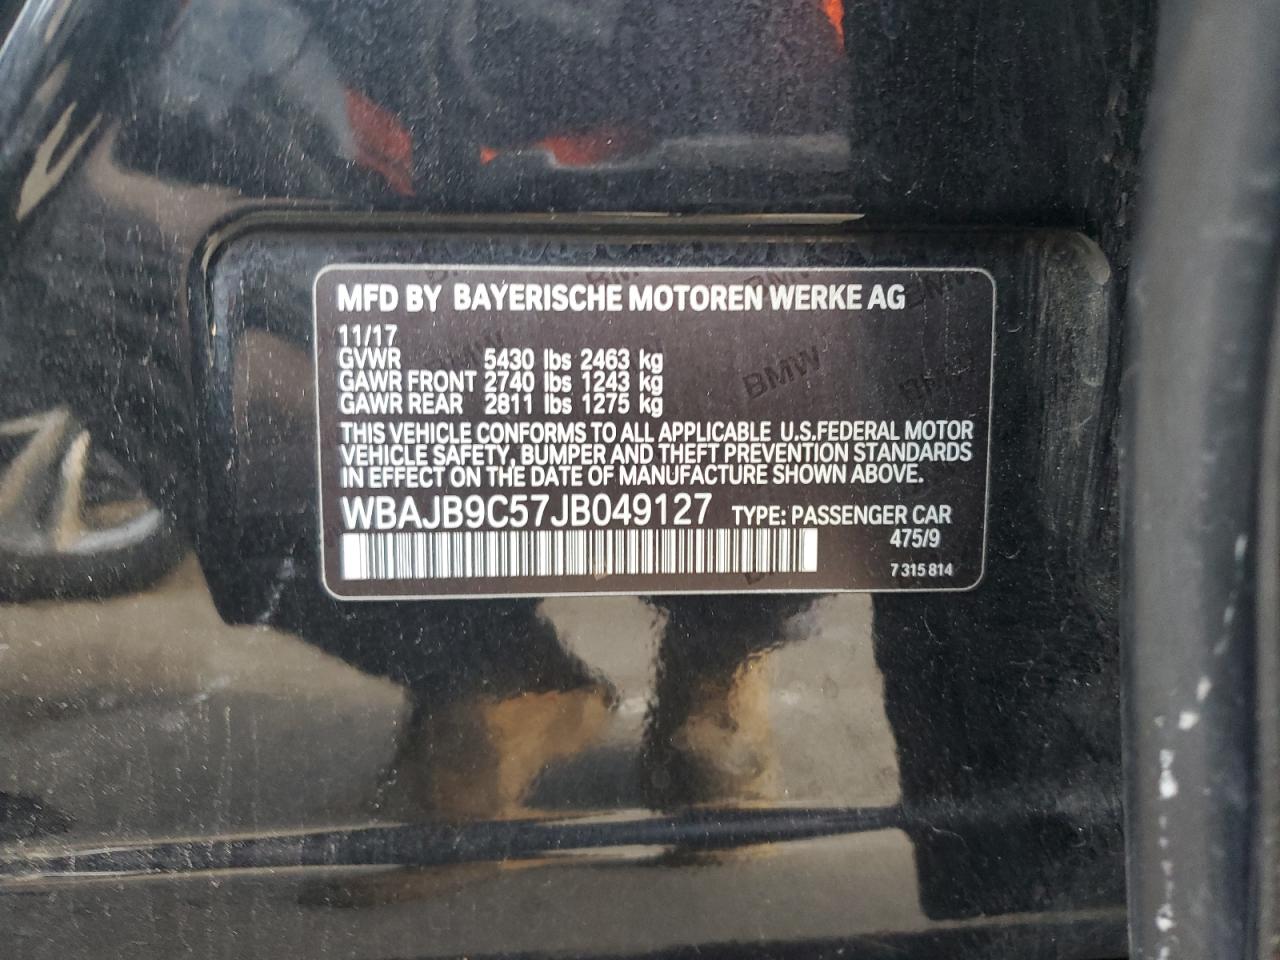 MFD BY BAYERISCHE MOTOREN WERKE AG
11/17
GVWR 5430 lbs 2463 kg
GAWR FRONT 2740 lbs 1243 kg
GAWR REAR 2811 lbs 1275 kg
THIS VEHICLE CONFORMS TO ALL APPLICABLE U.S.FEDERAL MOTOR
VEHICLE SAFETY, BUMPER AND THEFT PREVENTION STANDARDS
IN EFFECT ON THE DATE OF MANUFACTURE SHOWN ABOVE.
WBAJB9C57JB049127 TYPE: PASSENGER CAR
475/9
7 315 814
BMW